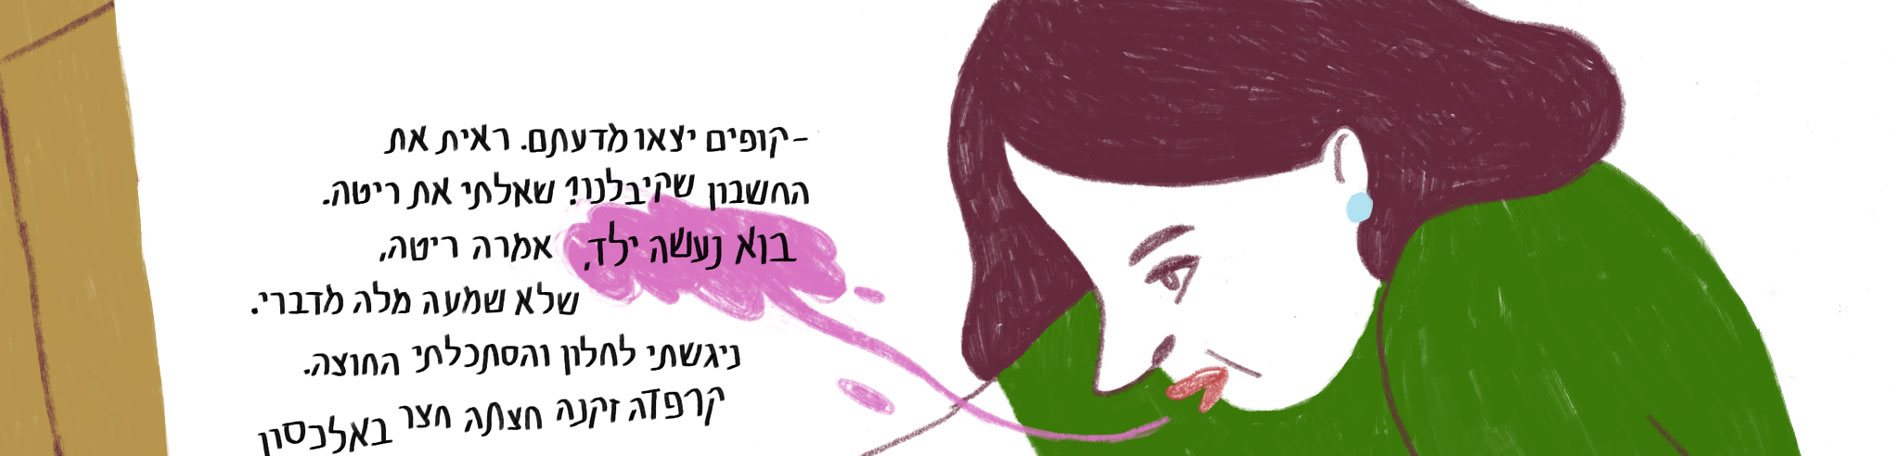 -קופים יצאו מדעתם. ראית את
החשבון שקיבלנו? שאלתי את ריטה.
בוא נעשה ילד, אמרה ריטה,
שלא שמעה מלה מדברי.
ניגשתי לחלון והסתכלתי החוצה.
קרפדה זקנה חצתה חצר באלכסון